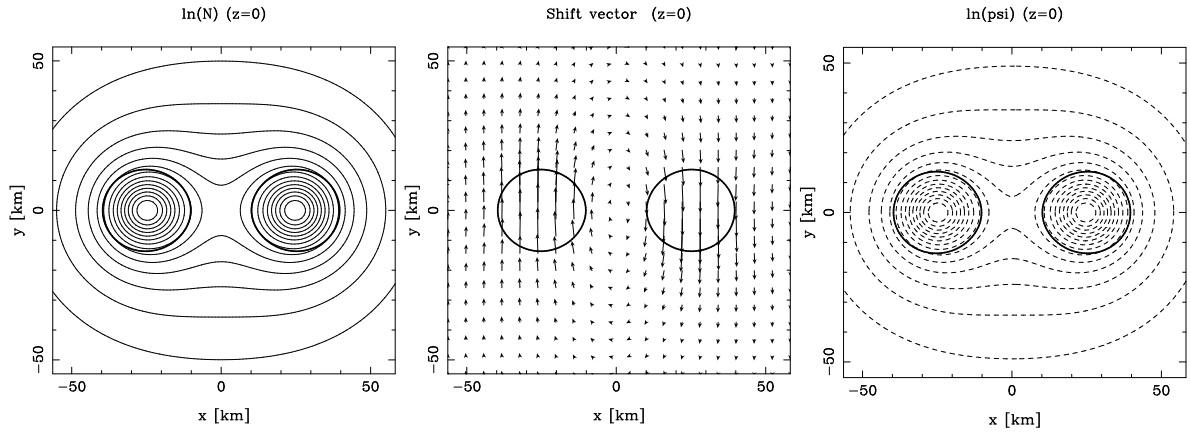 ln(N) (z=0)
50
0
−50
y [km]
−50 0 50
x [km]
Shift vector (z=0)
50
0
−50
y [km]
−50 0 50
x [km]
ln(psi) (z=0)
50
0
−50
y [km]
−50 0 50
x [km]